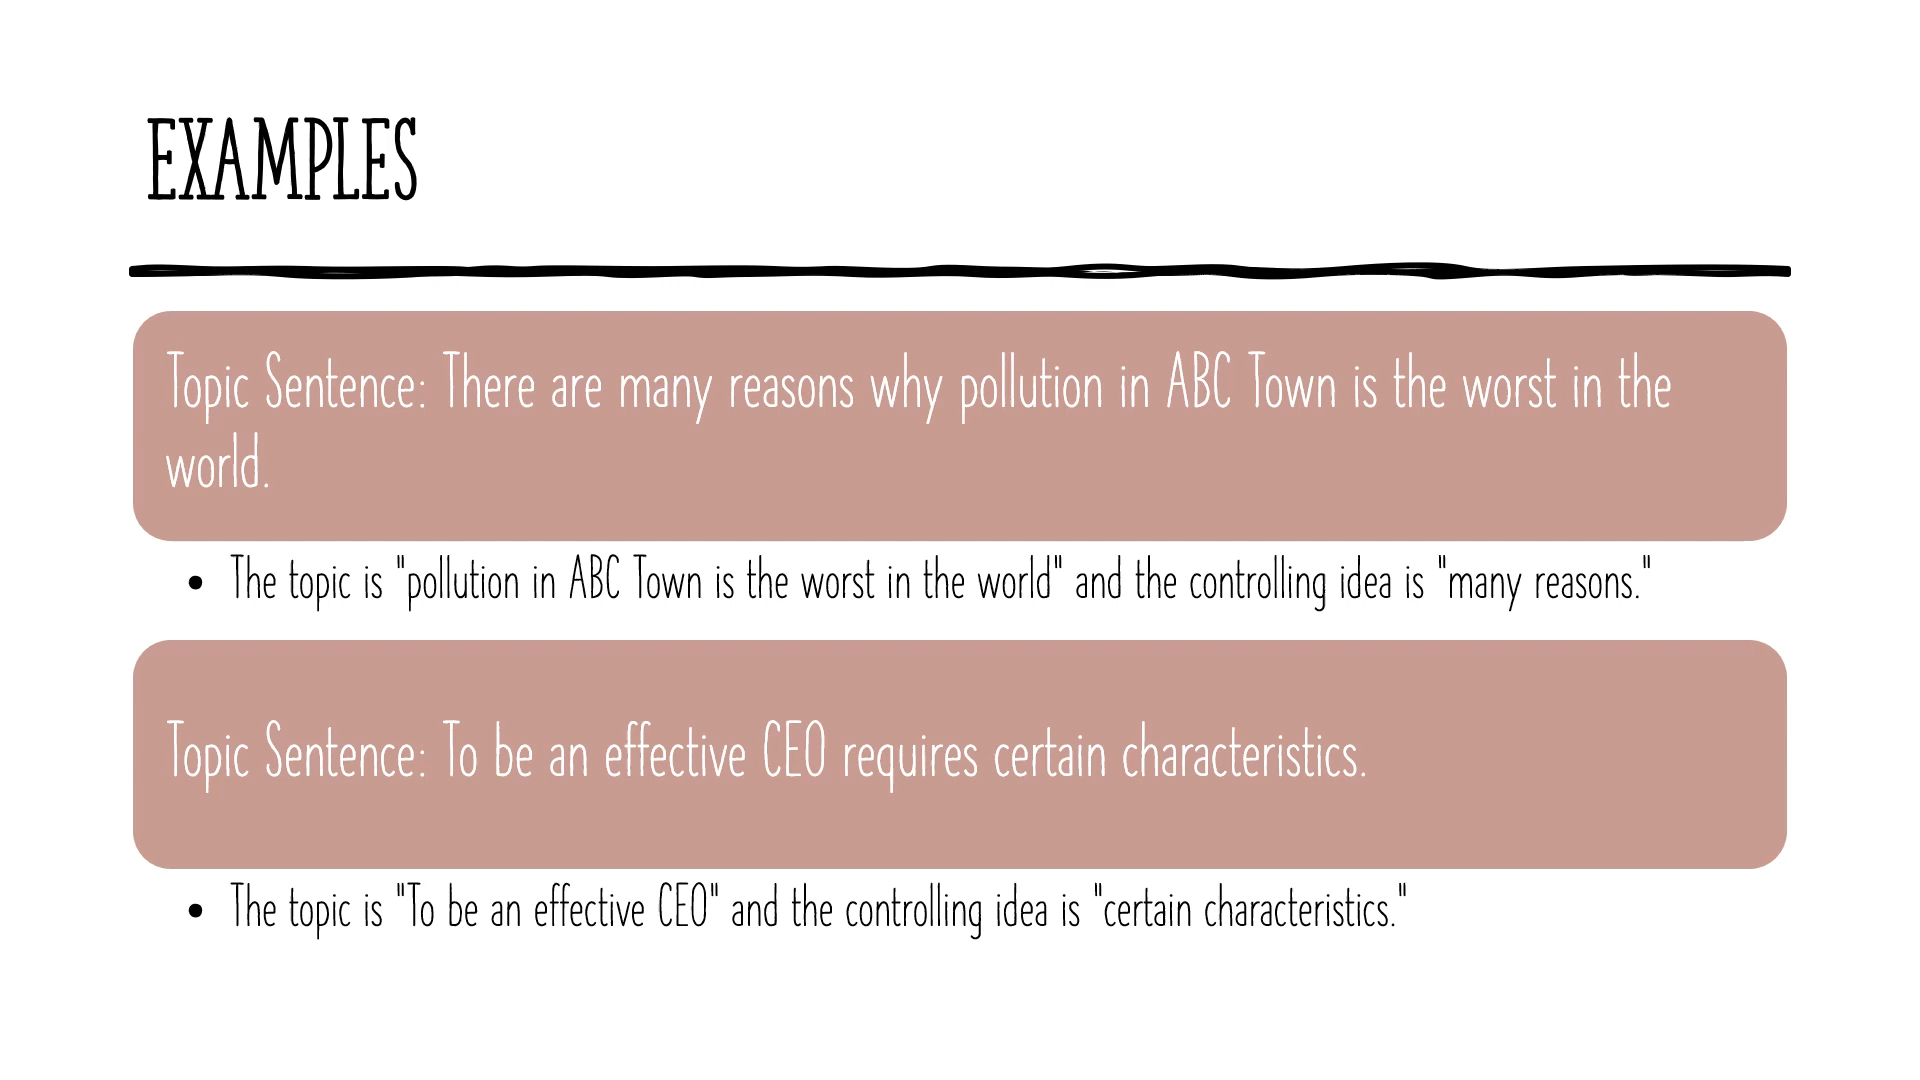 EXAMPLES
Topic Sentence: There are many reasons why pollution in ABC Town is the worst in the
world.
• The topic is "pollution in ABC Town is the worst in the world" and the controlling idea is "many reasons."
Topic Sentence: To be an effective CEO requires certain characteristics.
• The topic is "To be an effective CEO" and the controlling idea is "certain characteristics."